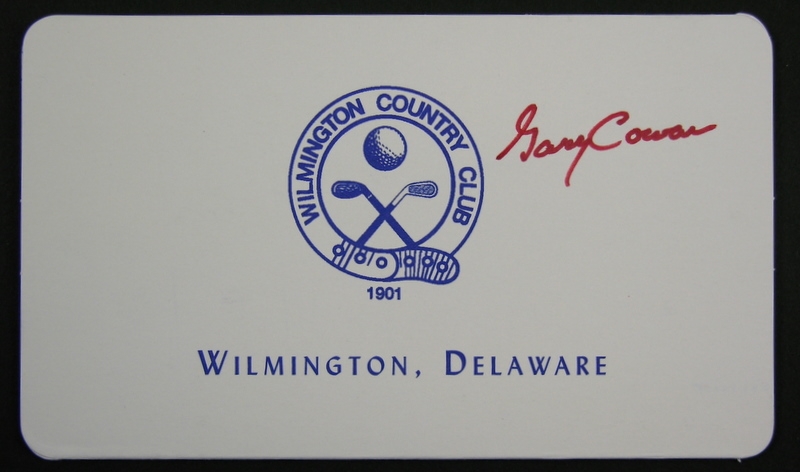 WILMINGTON COUNTRY CLUB
Gary Cowan
1901
WILMINGTON, DELAWARE